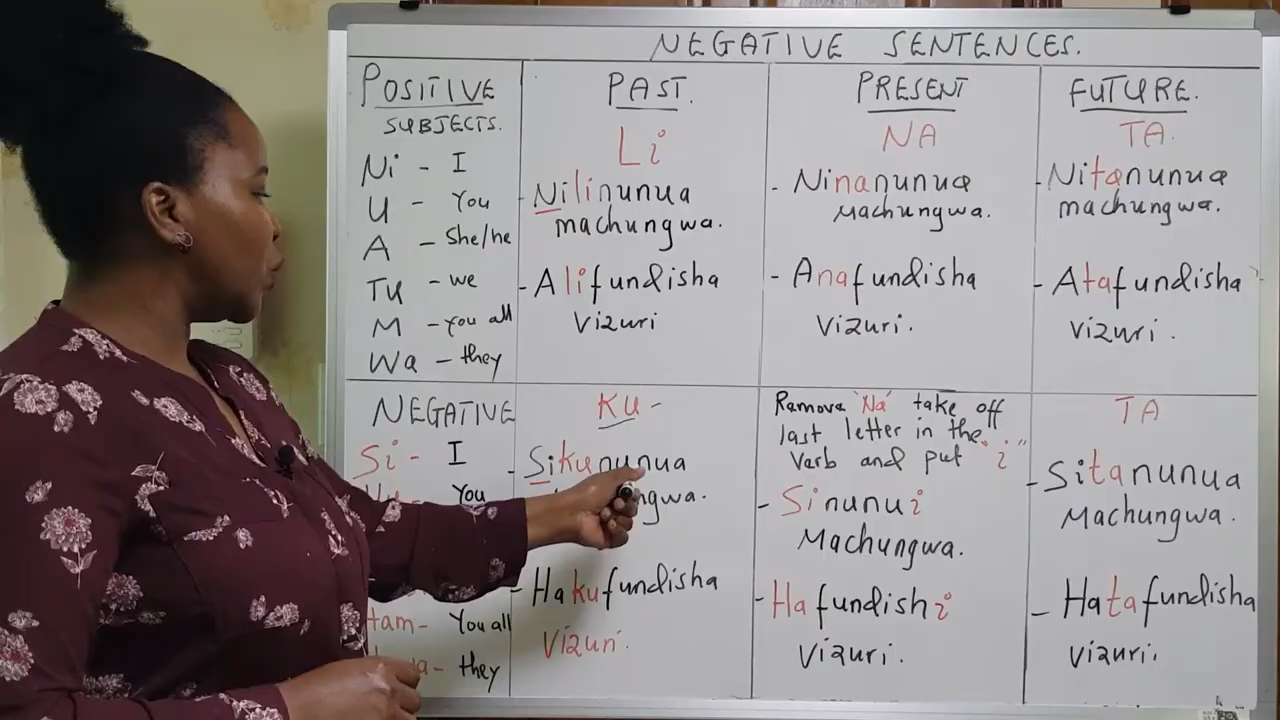 NEGATIVE SENTENCES.
POSITIVE
SUBJECTS.
Ni - I
U - You
A - She/he
Tu - we
M - You all
Wa - they
PAST.
Li
- Nilinunua
machungwa.
- Alifundisha
Vizuri
PRESENT
NA
- Ninanunua
Machungwa.
- Anafundisha
Vizuri.
FUTURE.
TA.
- Nitanunua
machungwa.
- Atafundisha
Vizuri.
NEGATIVE
Si - I
You
Ham - You all
they
KU -
- Sikununua
- Hakufundisha
Vizuri.
Remove 'Na' take off
last letter in the
Verb and put "i"
- Sinunui
Machungwa.
- Hafundishi
Vizuri.
TA
- Sitanunua
Machungwa.
- Hatafundisha
Vizuri.